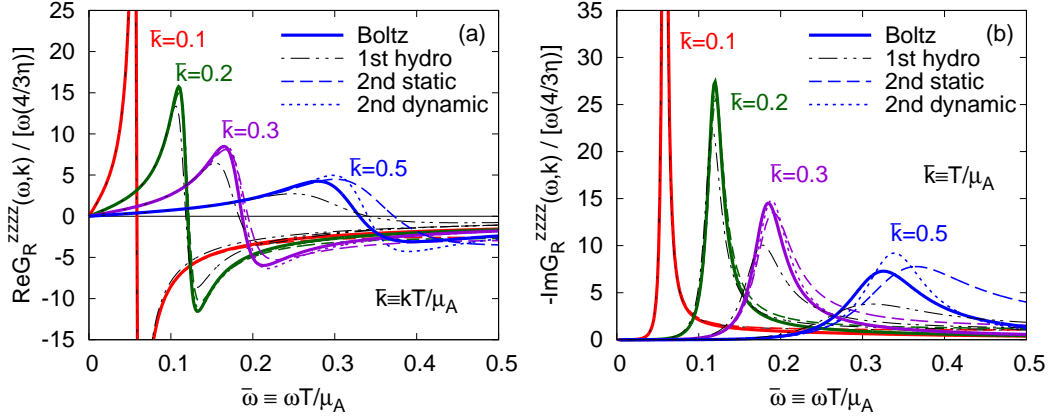 (a)
Boltz
1st hydro
2nd static
2nd dynamic
k̄=0.1
k̄=0.2
k̄=0.3
k̄=0.5
k̄≡kT/μ_A
ReG_R^zzzz(ω,k) / [ω(4/3η)]
25
20
15
10
5
0
-5
-10
-15
0
0.1
0.2
0.3
0.4
0.5
ω̄ ≡ ωT/μ_A
(b)
Boltz
1st hydro
2nd static
2nd dynamic
k̄=0.1
k̄=0.2
k̄=0.3
k̄=0.5
k̄≡T/μ_A
-ImG_R^zzzz(ω,k) / [ω(4/3η)]
35
30
25
20
15
10
5
0
0
0.1
0.2
0.3
0.4
0.5
ω̄ ≡ ωT/μ_A